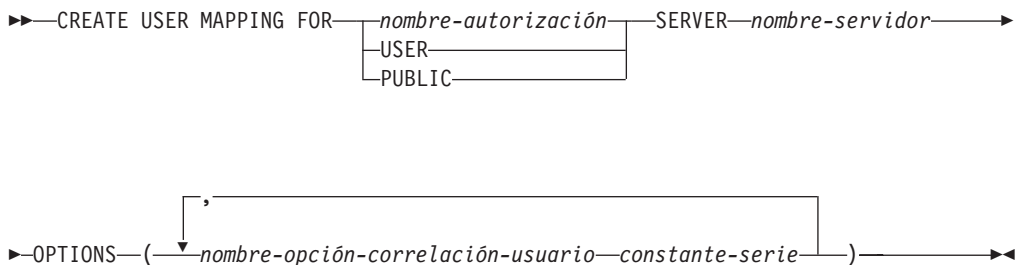 CREATE USER MAPPING FOR nombre-autorización SERVER nombre-servidor
USER
PUBLIC
,
OPTIONS ( nombre-opción-correlación-usuario constante-serie )